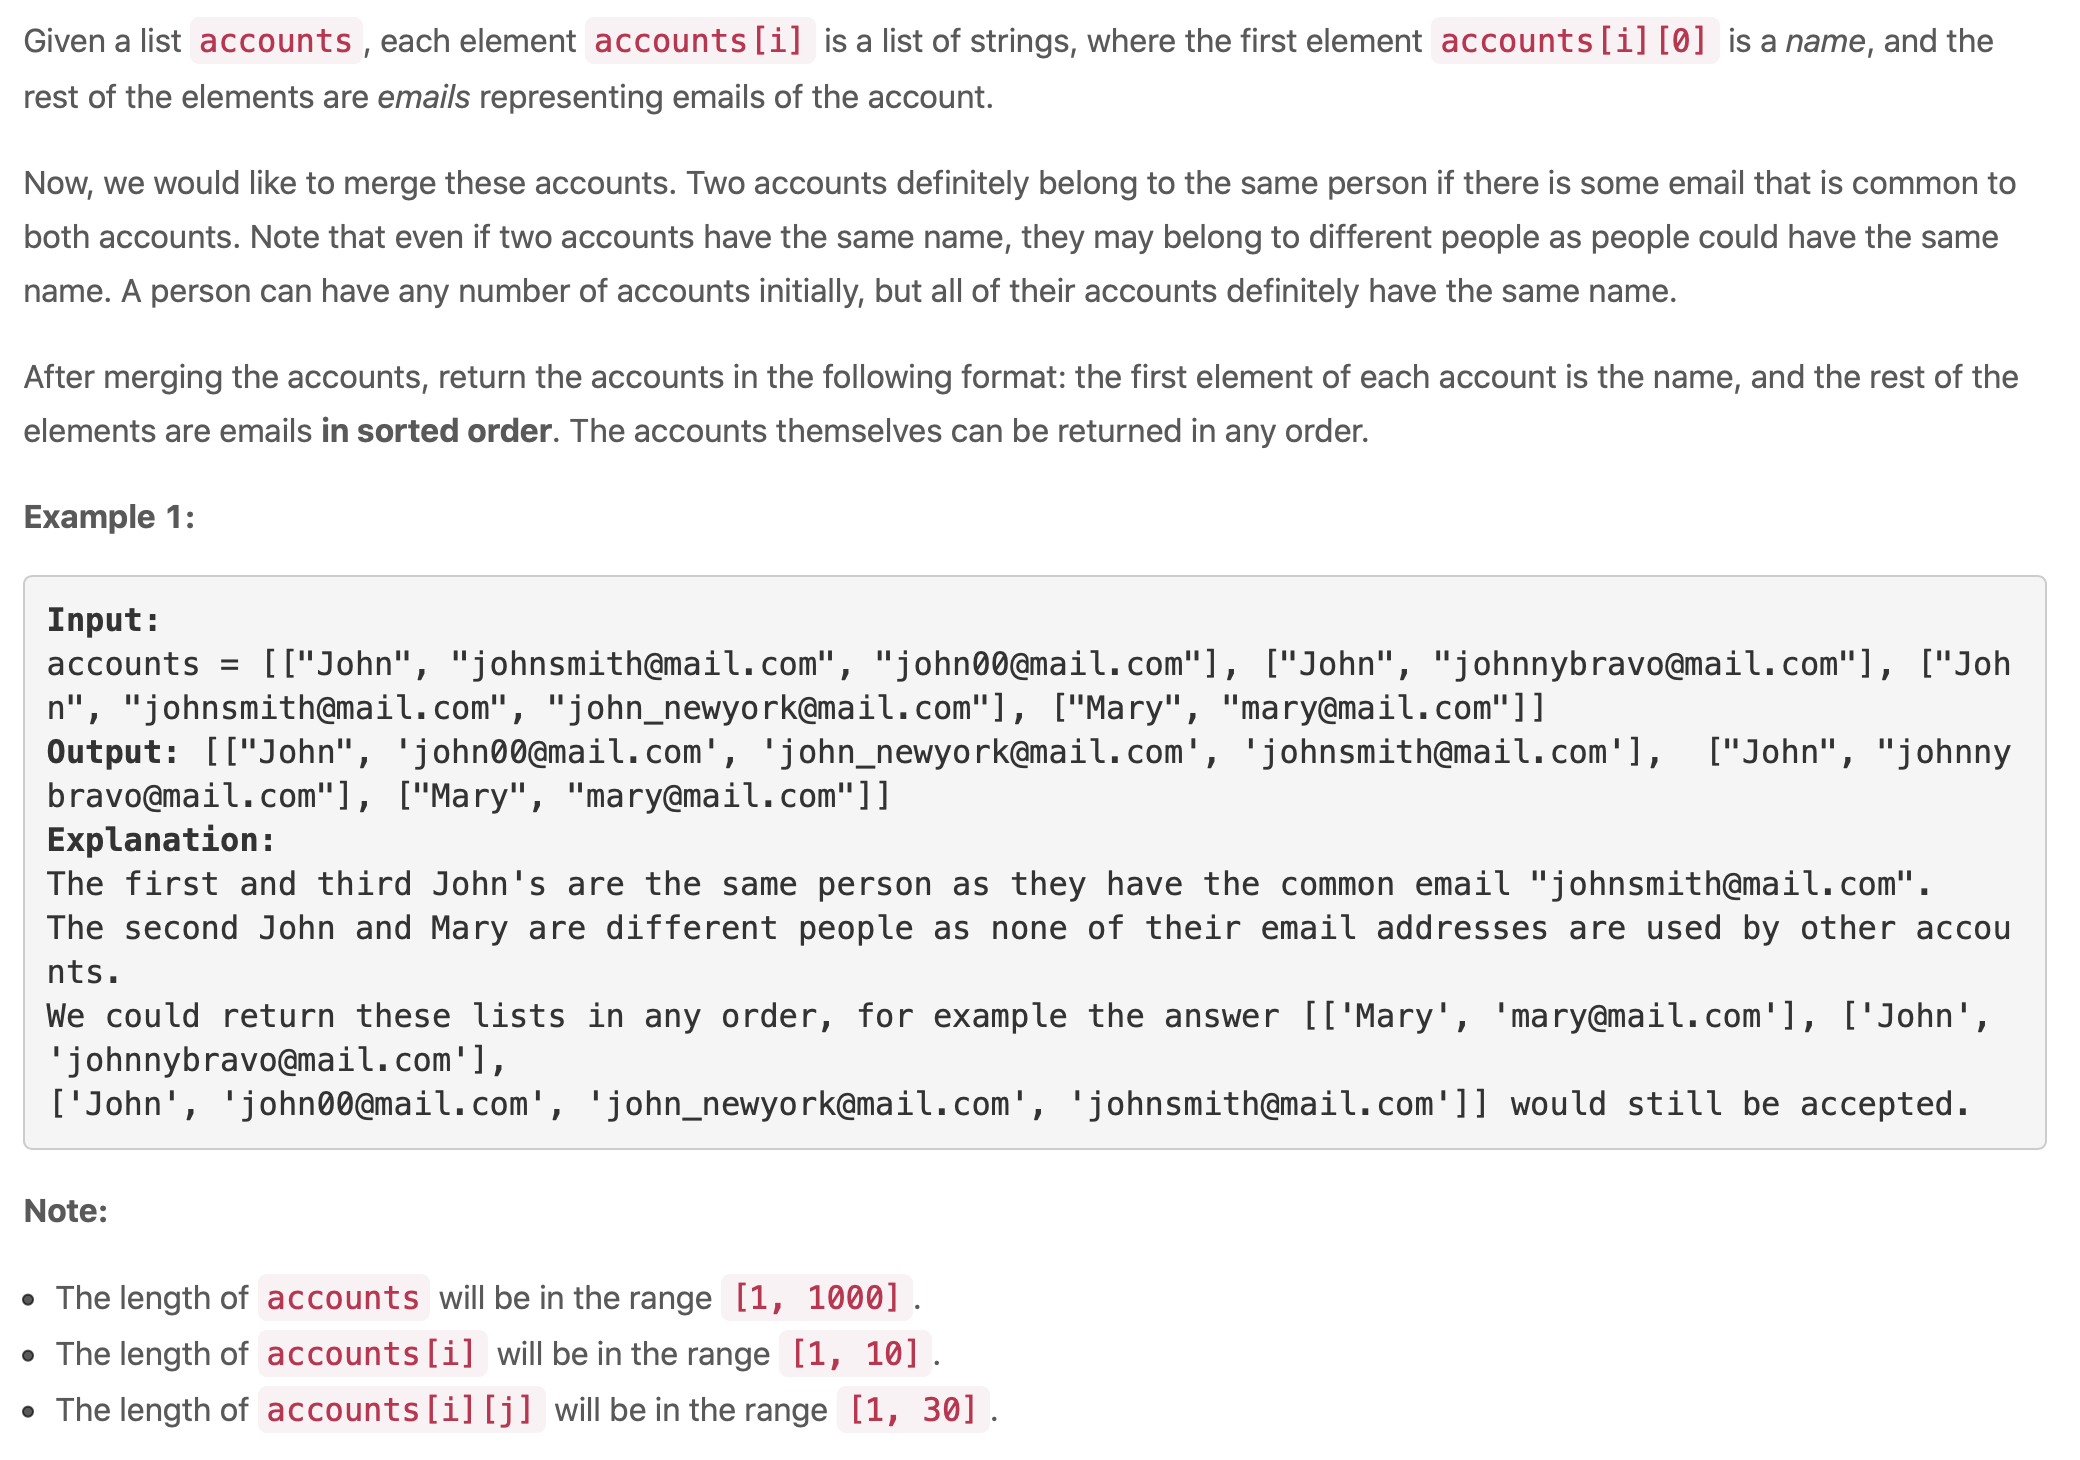 Given a list accounts, each element accounts[i] is a list of strings, where the first element accounts[i][0] is a name, and the
rest of the elements are emails representing emails of the account.
Now, we would like to merge these accounts. Two accounts definitely belong to the same person if there is some email that is common to
both accounts. Note that even if two accounts have the same name, they may belong to different people as people could have the same
name. A person can have any number of accounts initially, but all of their accounts definitely have the same name.
After merging the accounts, return the accounts in the following format: the first element of each account is the name, and the rest of the
elements are emails in sorted order. The accounts themselves can be returned in any order.
Example 1:
Input:
accounts = [["John", "johnsmith@mail.com", "john00@mail.com"], ["John", "johnnybravo@mail.com"], ["Joh
n", "johnsmith@mail.com", "john_newyork@mail.com"], ["Mary", "mary@mail.com"]]
Output: [["John", 'john00@mail.com', 'john_newyork@mail.com', 'johnsmith@mail.com'],  ["John", "johnny
bravo@mail.com"], ["Mary", "mary@mail.com"]]
Explanation:
The first and third John's are the same person as they have the common email "johnsmith@mail.com".
The second John and Mary are different people as none of their email addresses are used by other accou
nts.
We could return these lists in any order, for example the answer [['Mary', 'mary@mail.com'], ['John',
'johnnybravo@mail.com'],
['John', 'john00@mail.com', 'john_newyork@mail.com', 'johnsmith@mail.com']] would still be accepted.
Note:
• The length of accounts will be in the range [1, 1000].
• The length of accounts[i] will be in the range [1, 10].
• The length of accounts[i][j] will be in the range [1, 30].